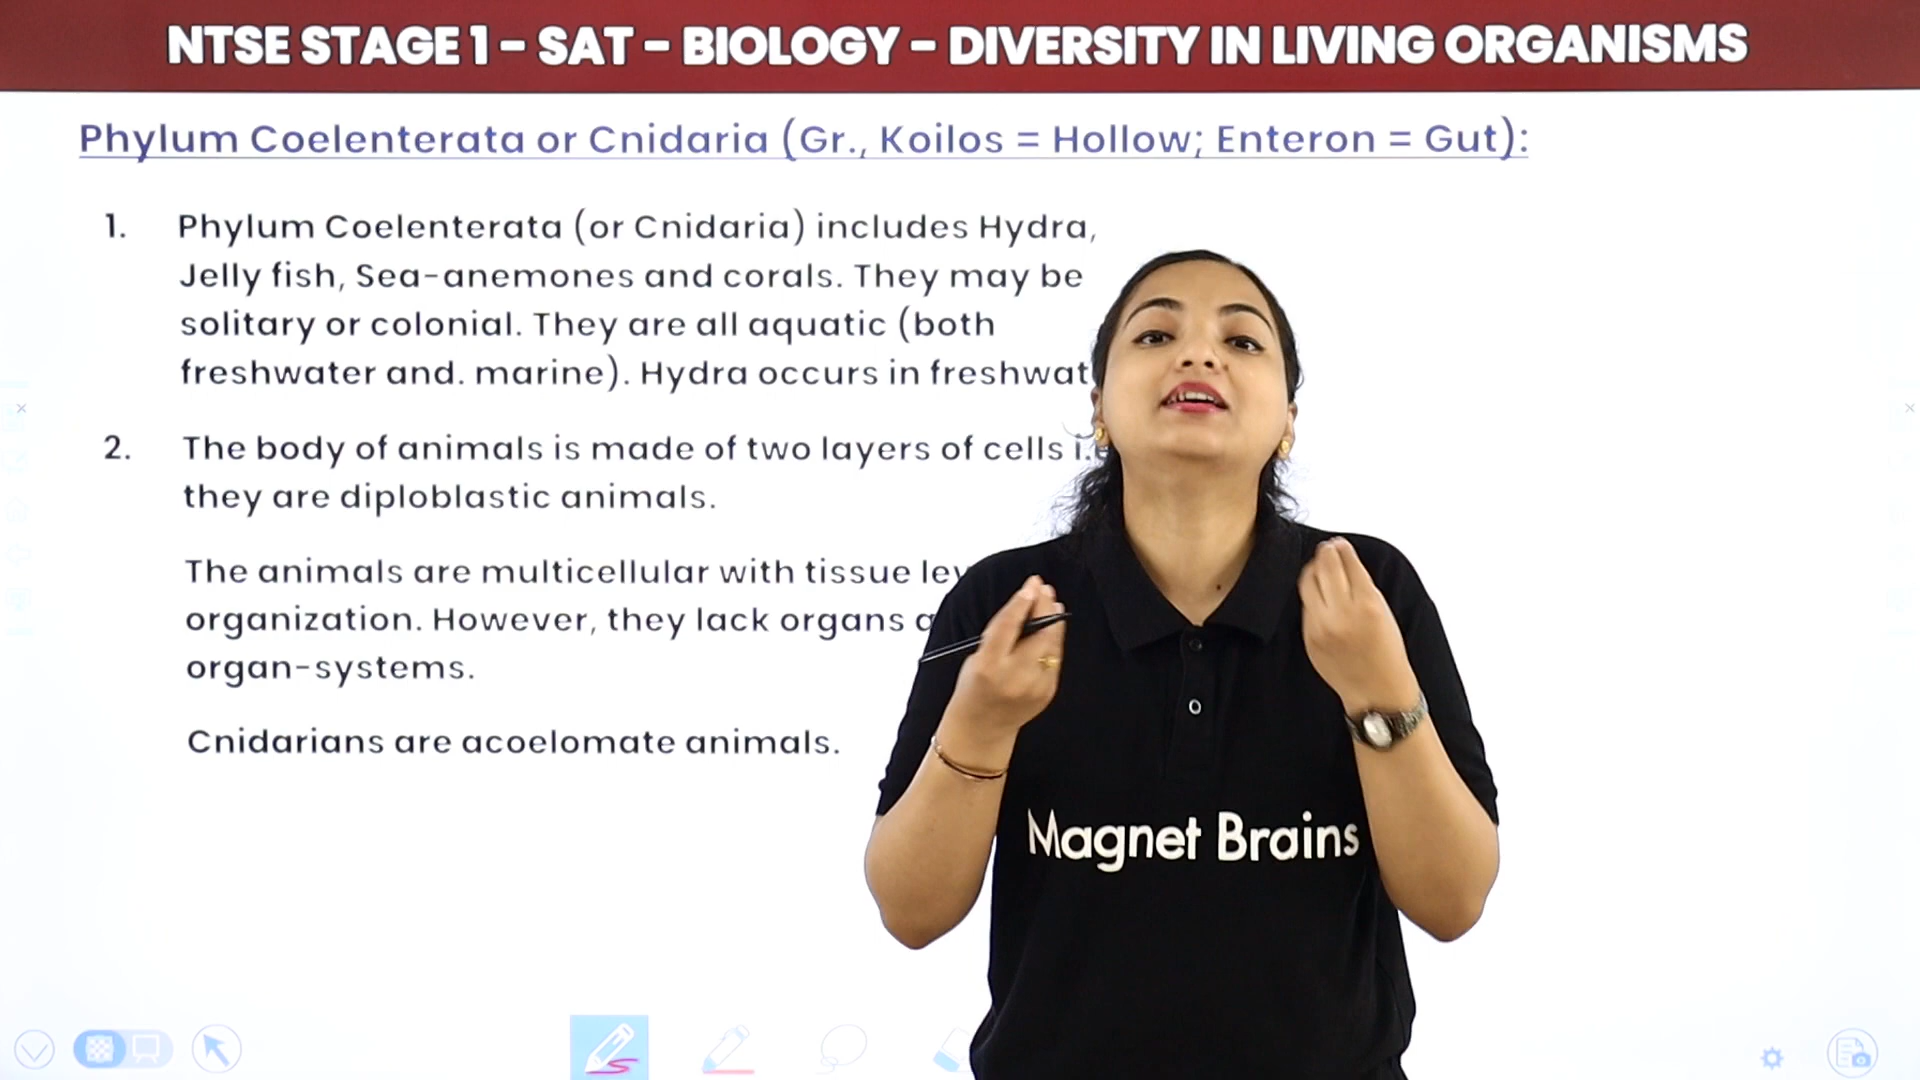 NTSE STAGE 1 – SAT – BIOLOGY – DIVERSITY IN LIVING ORGANISMS
Phylum Coelenterata or Cnidaria (Gr., Koilos = Hollow; Enteron = Gut):
1. Phylum Coelenterata (or Cnidaria) includes Hydra,
Jelly fish, Sea-anemones and corals. They may be
solitary or colonial. They are all aquatic (both
freshwater and. marine). Hydra occurs in
2. The body of animals is made of two layers of cells
they are diploblastic animals.
The animals are multicellular with tissue
organization. However, they lack organs
organ-systems.
Cnidarians are acoelomate animals.
Magnet Brains